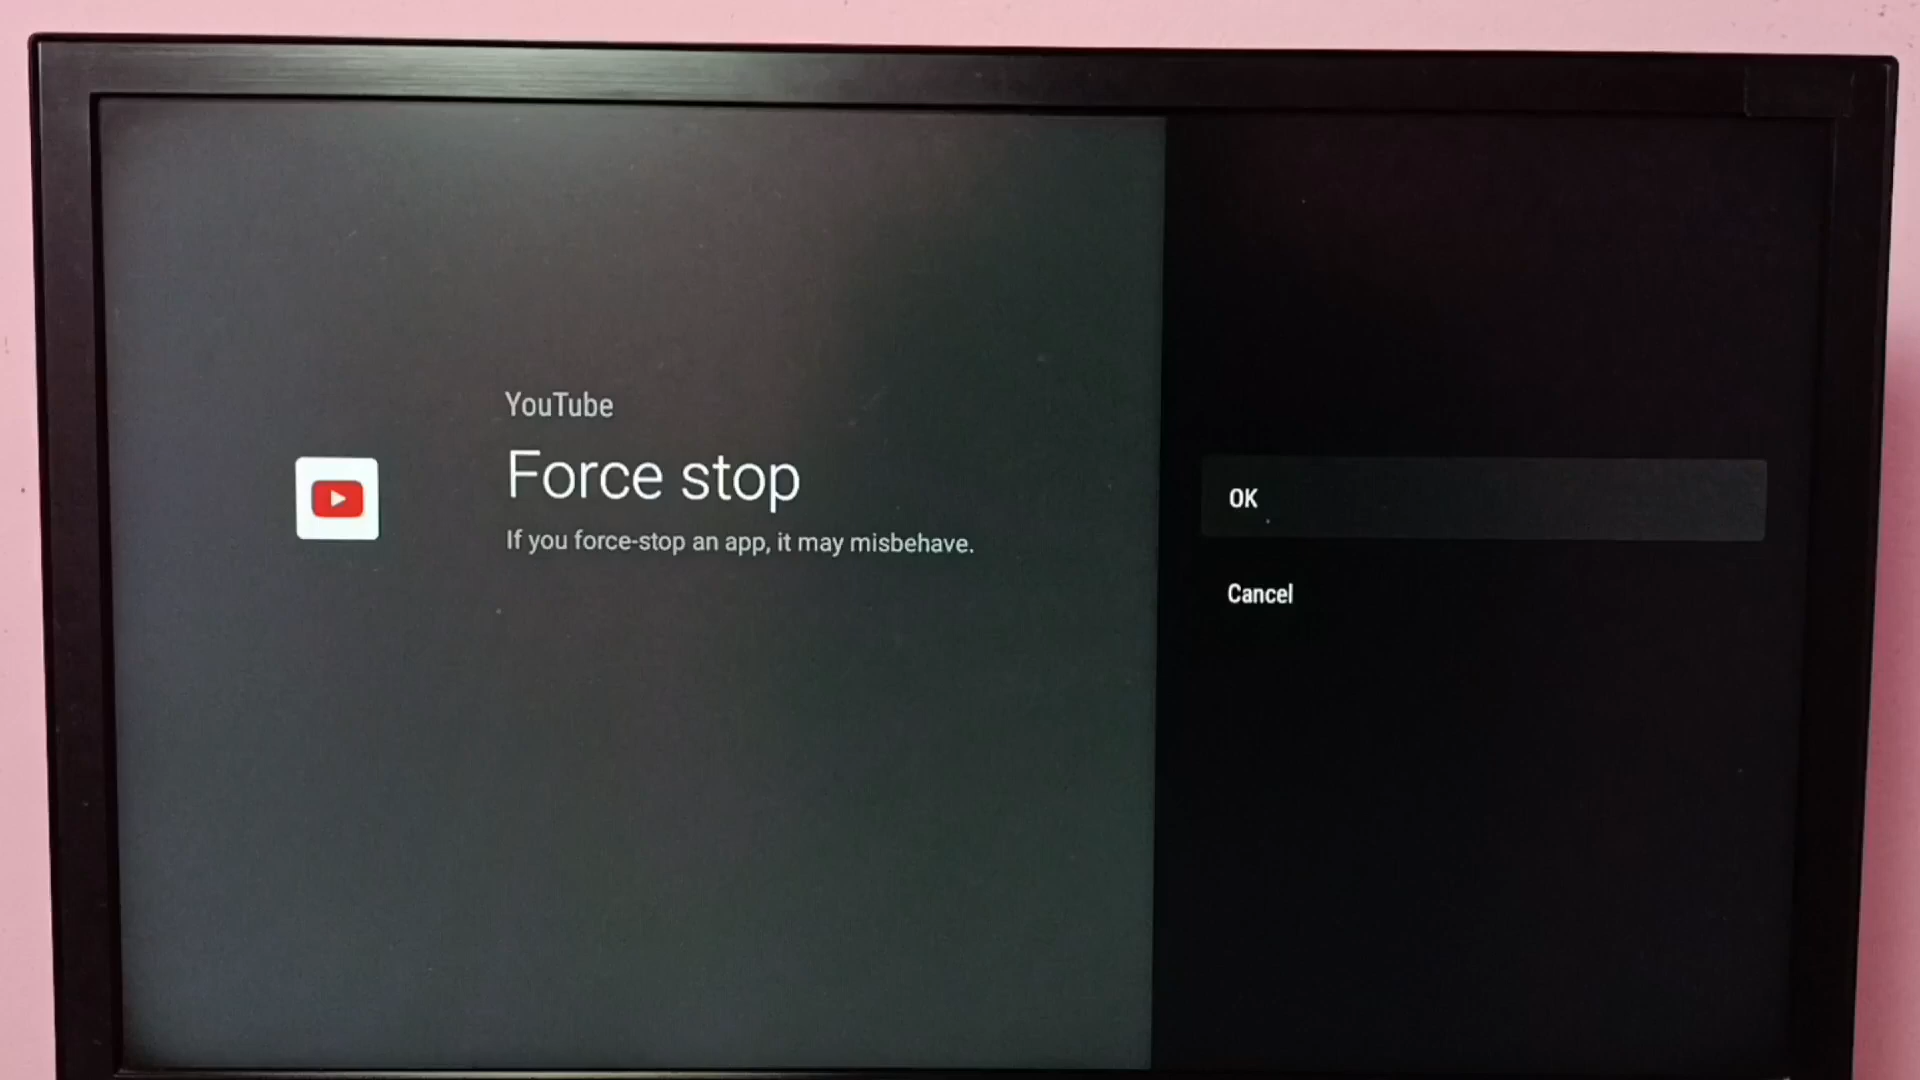 YouTube
Force stop
If you force-stop an app, it may misbehave.
OK
Cancel